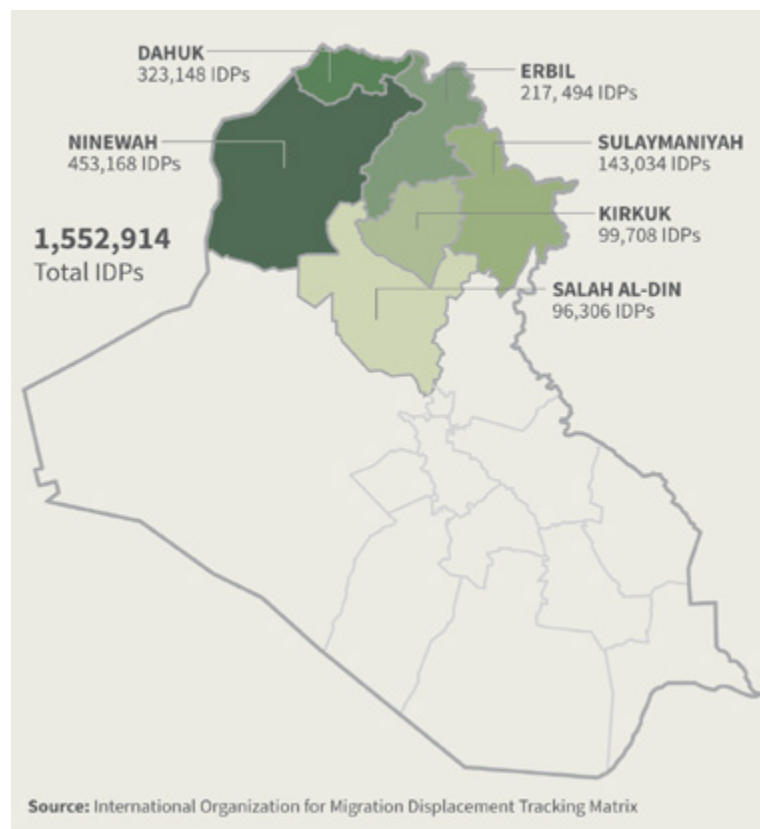 DAHUK
323,148 IDPs
ERBIL
217, 494 IDPs
NINEWAH
453,168 IDPs
SULAYMANIYAH
143,034 IDPs
KIRKUK
99,708 IDPs
1,552,914
Total IDPs
SALAH AL-DIN
96,306 IDPs
Source: International Organization for Migration Displacement Tracking Matrix